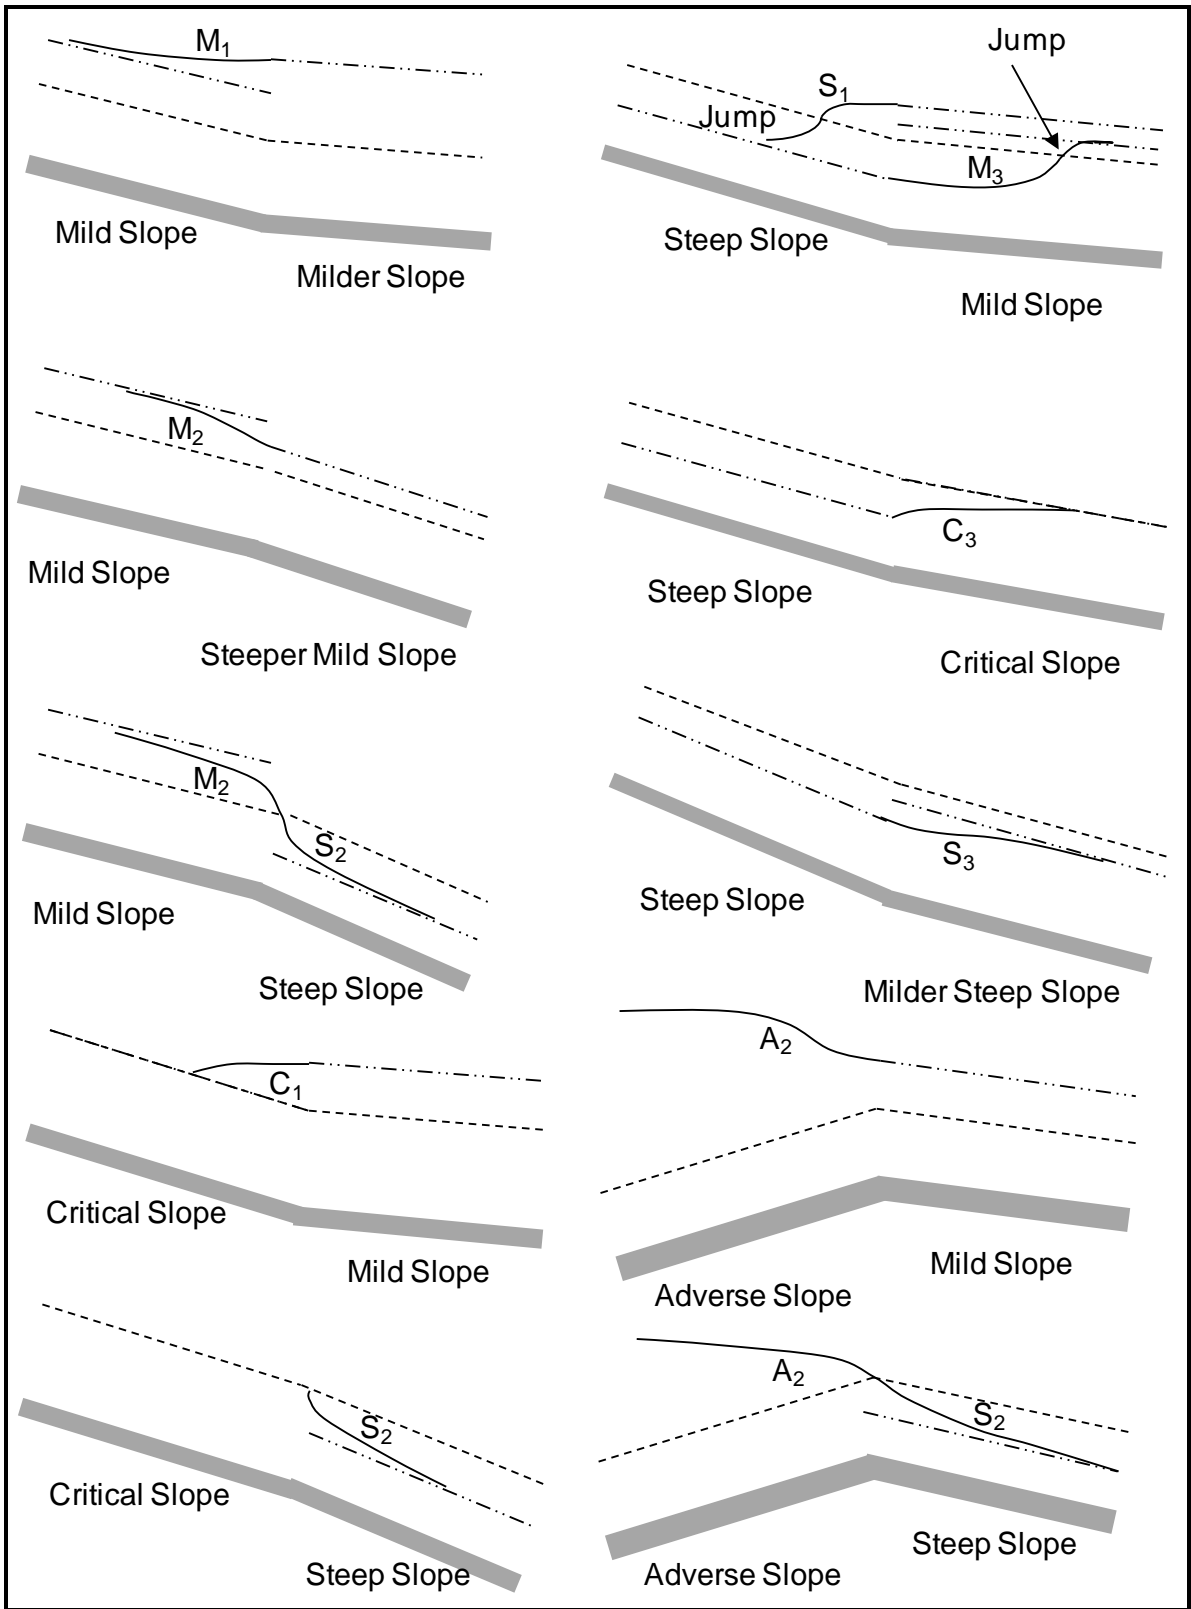 M1
Mild Slope
Milder Slope
M2
Mild Slope
Steeper Mild Slope
M2
S2
Mild Slope
Steep Slope
C1
Critical Slope
Mild Slope
S2
Critical Slope
Steep Slope
Jump
S1
Jump
M3
Steep Slope
Mild Slope
C3
Steep Slope
Critical Slope
S3
Steep Slope
Milder Steep Slope
A2
Mild Slope
Adverse Slope
A2
S2
Steep Slope
Adverse Slope